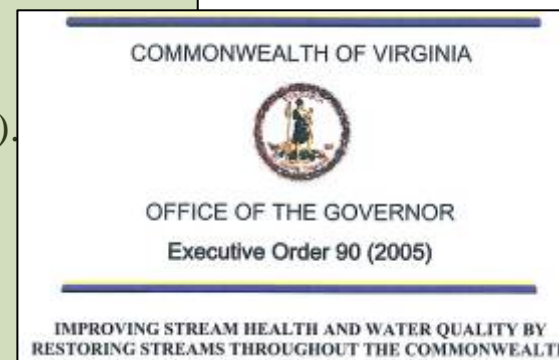 ).
COMMONWEALTH OF VIRGINIA
OFFICE OF THE GOVERNOR
Executive Order 90 (2005)
IMPROVING STREAM HEALTH AND WATER QUALITY BY
RESTORING STREAMS THROUGHOUT THE COMMONWEALT